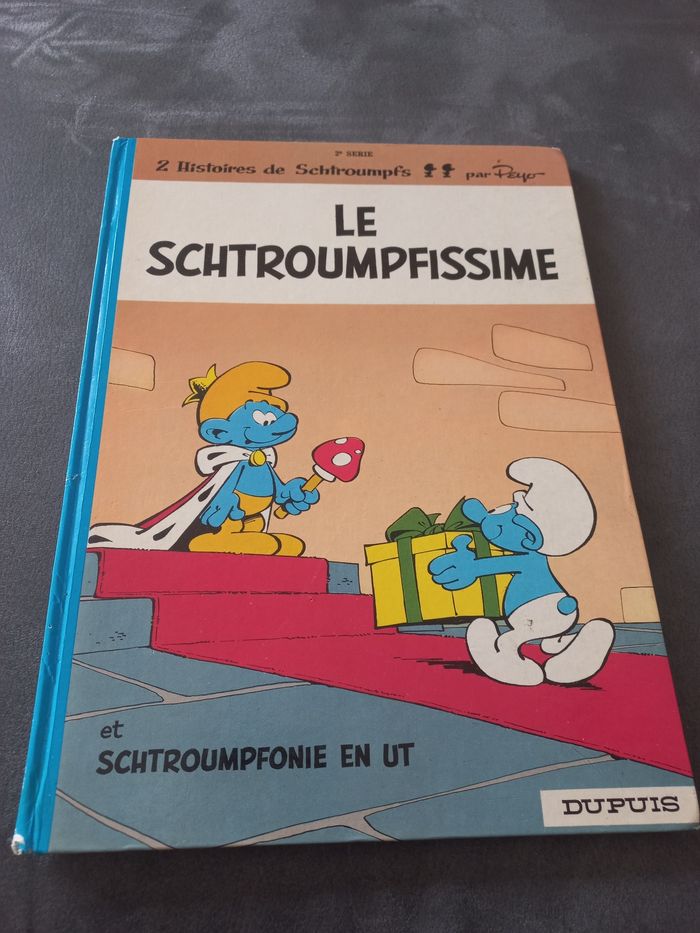 2e SERIE
2 Histoires de Schtroumpfs par Peyo
LE
SCHTROUMPFISSIME
et
SCHTROUMPFONIE EN UT
DUPUIS